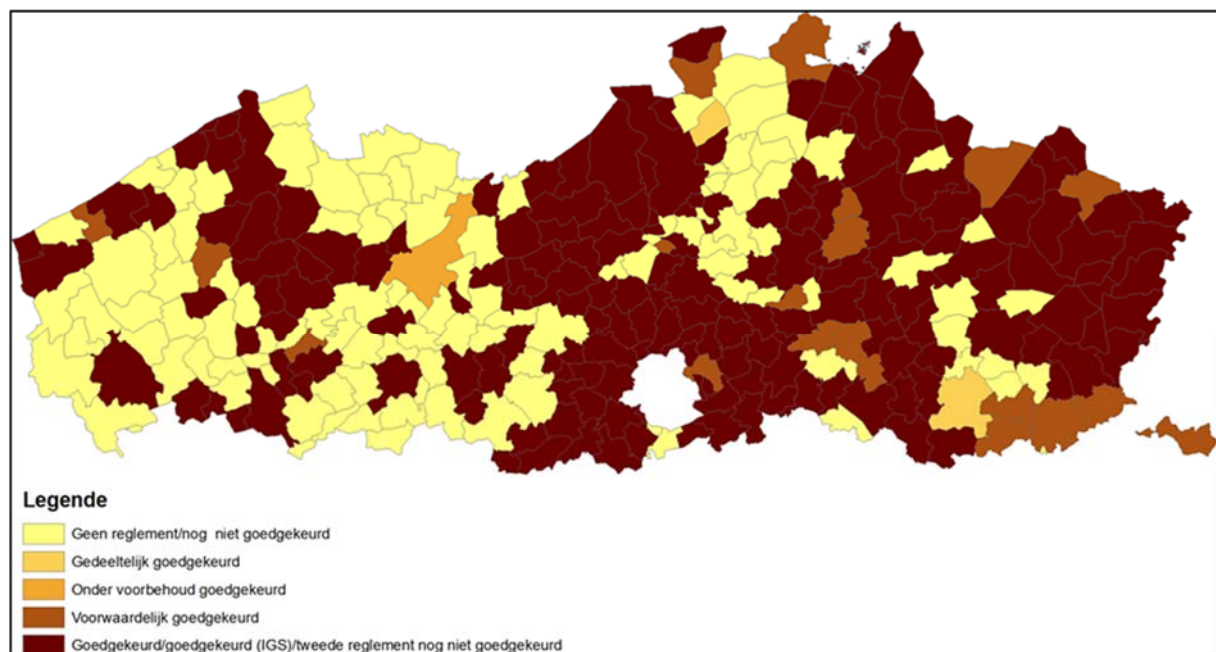 Legende
Geen reglement/nog niet goedgekeurd
Gedeeltelijk goedgekeurd
Onder voorbehoud goedgekeurd
Voorwaardelijk goedgekeurd
Goedgekeurd/goedgekeurd (IGS)/tweede reglement nog niet goedgekeurd